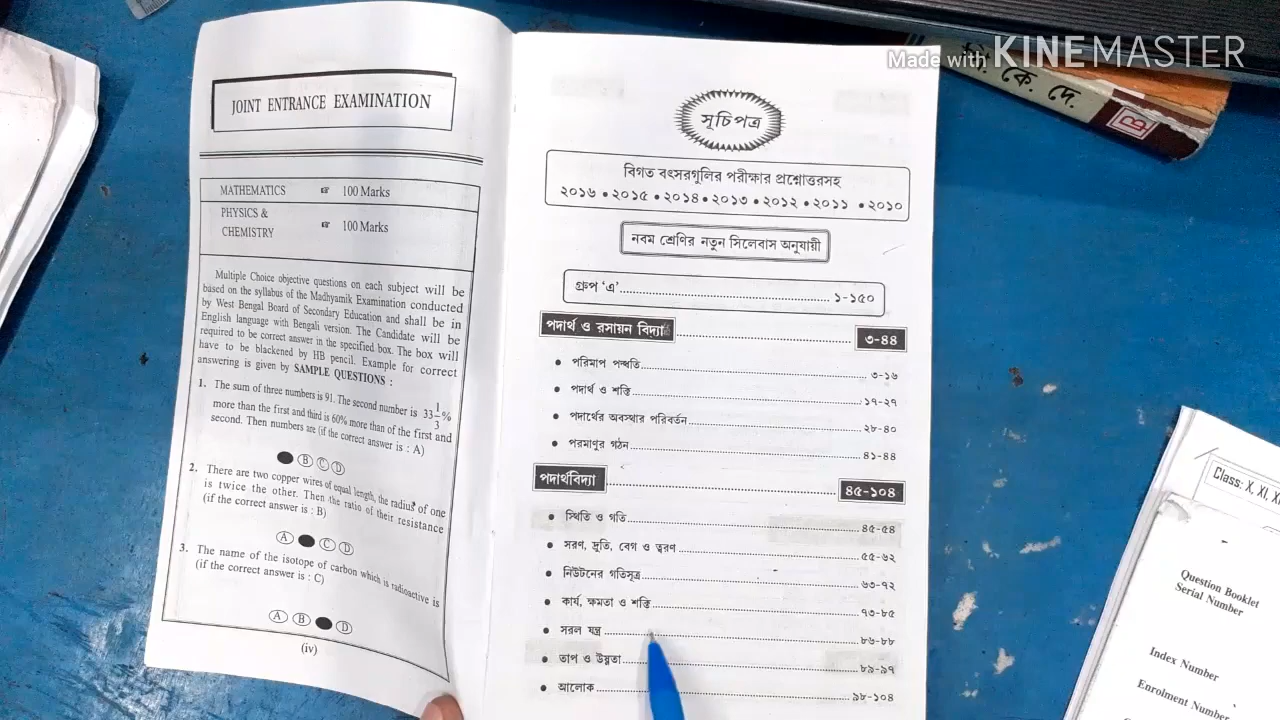 Made with KINEMASTER
কে. দে.
JOINT ENTRANCE EXAMINATION
MATHEMATICS ☞ 100 Marks
PHYSICS &
CHEMISTRY ☞ 100 Marks
Multiple Choice objective questions on each subject will be
based on the syllabus of the Madhyamik Examination conducted
by West Bengal Board of Secondary Education and shall be in
English language with Bengali version. The Candidate will be
required to be correct answer in the specified box. The box will
have to be blackened by HB pencil. Example for correct
answering is given by SAMPLE QUESTIONS :
1. The sum of three numbers is 91. The second number is 33 1/3 %
more than the first and third is 60% more than of the first and
second. Then numbers are (if the correct answer is : A)
B C D
2. There are two copper wires of equal length, the radius of one
is twice the other. Then the ratio of their resistance
(if the correct answer is : B)
A C D
3. The name of the isotope of carbon which is radioactive is
(if the correct answer is : C)
A B D
(iv)
সূচিপত্র
বিগত বৎসরগুলির পরীক্ষার প্রশ্নোত্তরসহ
২০১৬ • ২০১৫ • ২০১৪ • ২০১৩ • ২০১২ • ২০১১ • ২০১০
নবম শ্রেণির নতুন সিলেবাস অনুযায়ী
গ্রুপ ‘এ’ ১-১৫০
পদার্থ ও রসায়ন বিদ্যা ৩-৪৪
• পরিমাপ পদ্ধতি ৩-১৬
• পদার্থ ও শক্তি ১৭-২৭
• পদার্থের অবস্থার পরিবর্তন ২৮-৪০
• পরমাণুর গঠন ৪১-৪৪
পদার্থবিদ্যা ৪৫-১০৪
• স্থিতি ও গতি ৪৫-৫৪
• সরণ, দ্রুতি, বেগ ও ত্বরণ ৫৫-৬২
• নিউটনের গতিসূত্র ৬৩-৭২
• কার্য, ক্ষমতা ও শক্তি ৭৩-৮৫
• সরল যন্ত্র ৮৬-৮৮
• তাপ ও উষ্ণতা ৮৯-৯৭
• আলোক ৯৮-১০৪
Class: X, XI,
Question Booklet
Serial Number
Index Number
Enrolment Number